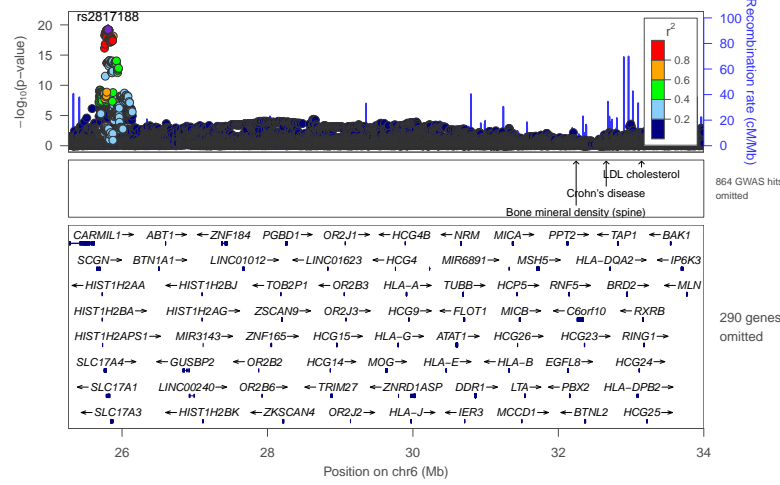 rs2817188
−log10(p−value)
20
15
10
5
0
Recombination rate (cM/Mb)
100
80
60
40
20
0
r2
0.8
0.6
0.4
0.2
LDL cholesterol
Crohn's disease
Bone mineral density (spine)
864 GWAS hits
omitted
CARMIL1→ ABT1→ ←ZNF184 PGBD1→ OR2J1→ ←HCG4B ←NRM MICA→ PPT2→ ←TAP1 BAK1→
SCGN→ BTN1A1→ LINC01012→ LINC01623→ HCG4→ MIR6891→ MSH5→ HLA−DQA2→ ←IP6K3
←HIST1H2AA ←HIST1H2BJ ←TOB2P1 ←OR2B3 HLA−A→ TUBB→ HCP5→ RNF5→ BRD2→ ←MLN
HIST1H2BA→ HIST1H2AG→ ZSCAN9→ OR2J3→ HCG9→ ←FLOT1 MICB→ ←C6orf10 ←RXRB
HIST1H2APS1→ MIR3143→ ZNF165→ HCG15→ HLA−G→ ATAT1→ HCG26→ HCG23→ RING1→
SLC17A4→ ←GUSBP2 ←OR2B2 HCG14→ MOG→ HLA−E→ ←HLA−B EGFL8→ HCG24→
←SLC17A1 LINC00240→ OR2B6→ ←TRIM27 ←ZNRD1ASP DDR1→ LTA→ ←PBX2 HLA−DPB2→
←SLC17A3 ←HIST1H2BK ←ZKSCAN4 ←OR2J2 HLA−J→ ←IER3 MCCD1→ ←BTNL2 HCG25→
290 genes
omitted
26
28
30
32
34
Position on chr6 (Mb)